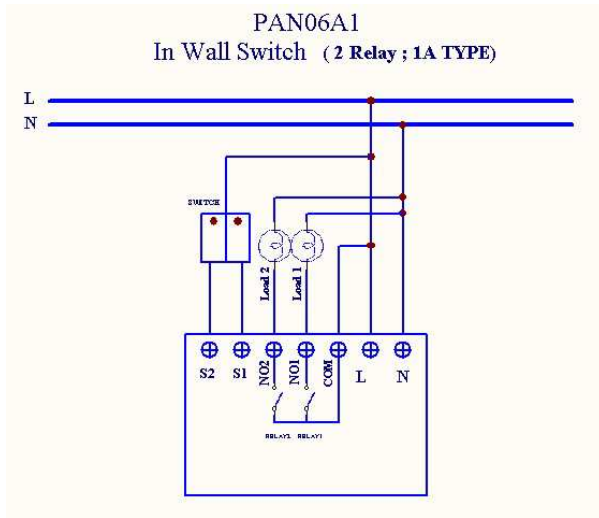 PAN06A1
In Wall Switch ( 2 Relay ; 1A TYPE)
L
N
SWITCH
Load 2
Load 1
S2 S1 NO2 NO1 COM L N
RELAY2 RELAY1